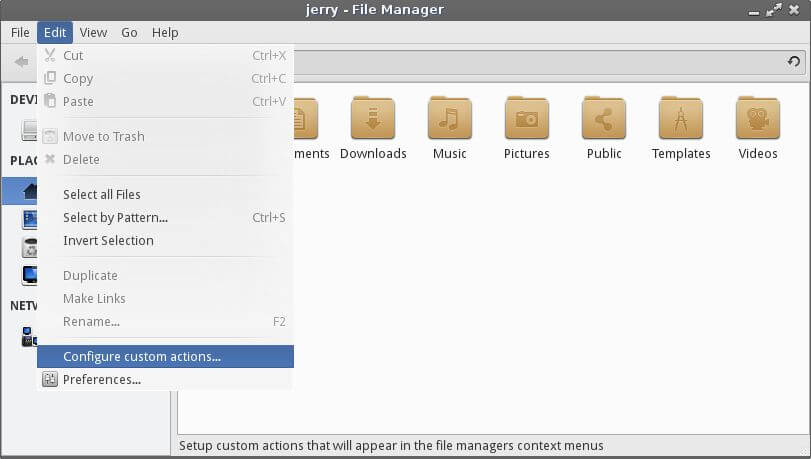 jerry - File Manager
File Edit View Go Help
Cut Ctrl+X
Copy Ctrl+C
Paste Ctrl+V
Move to Trash
Delete
Select all Files
Select by Pattern... Ctrl+S
Invert Selection
Duplicate
Make Links
Rename... F2
Configure custom actions...
Preferences...
DEVI
PLAC
NETW
ments Downloads Music Pictures Public Templates Videos
Setup custom actions that will appear in the file managers context menus